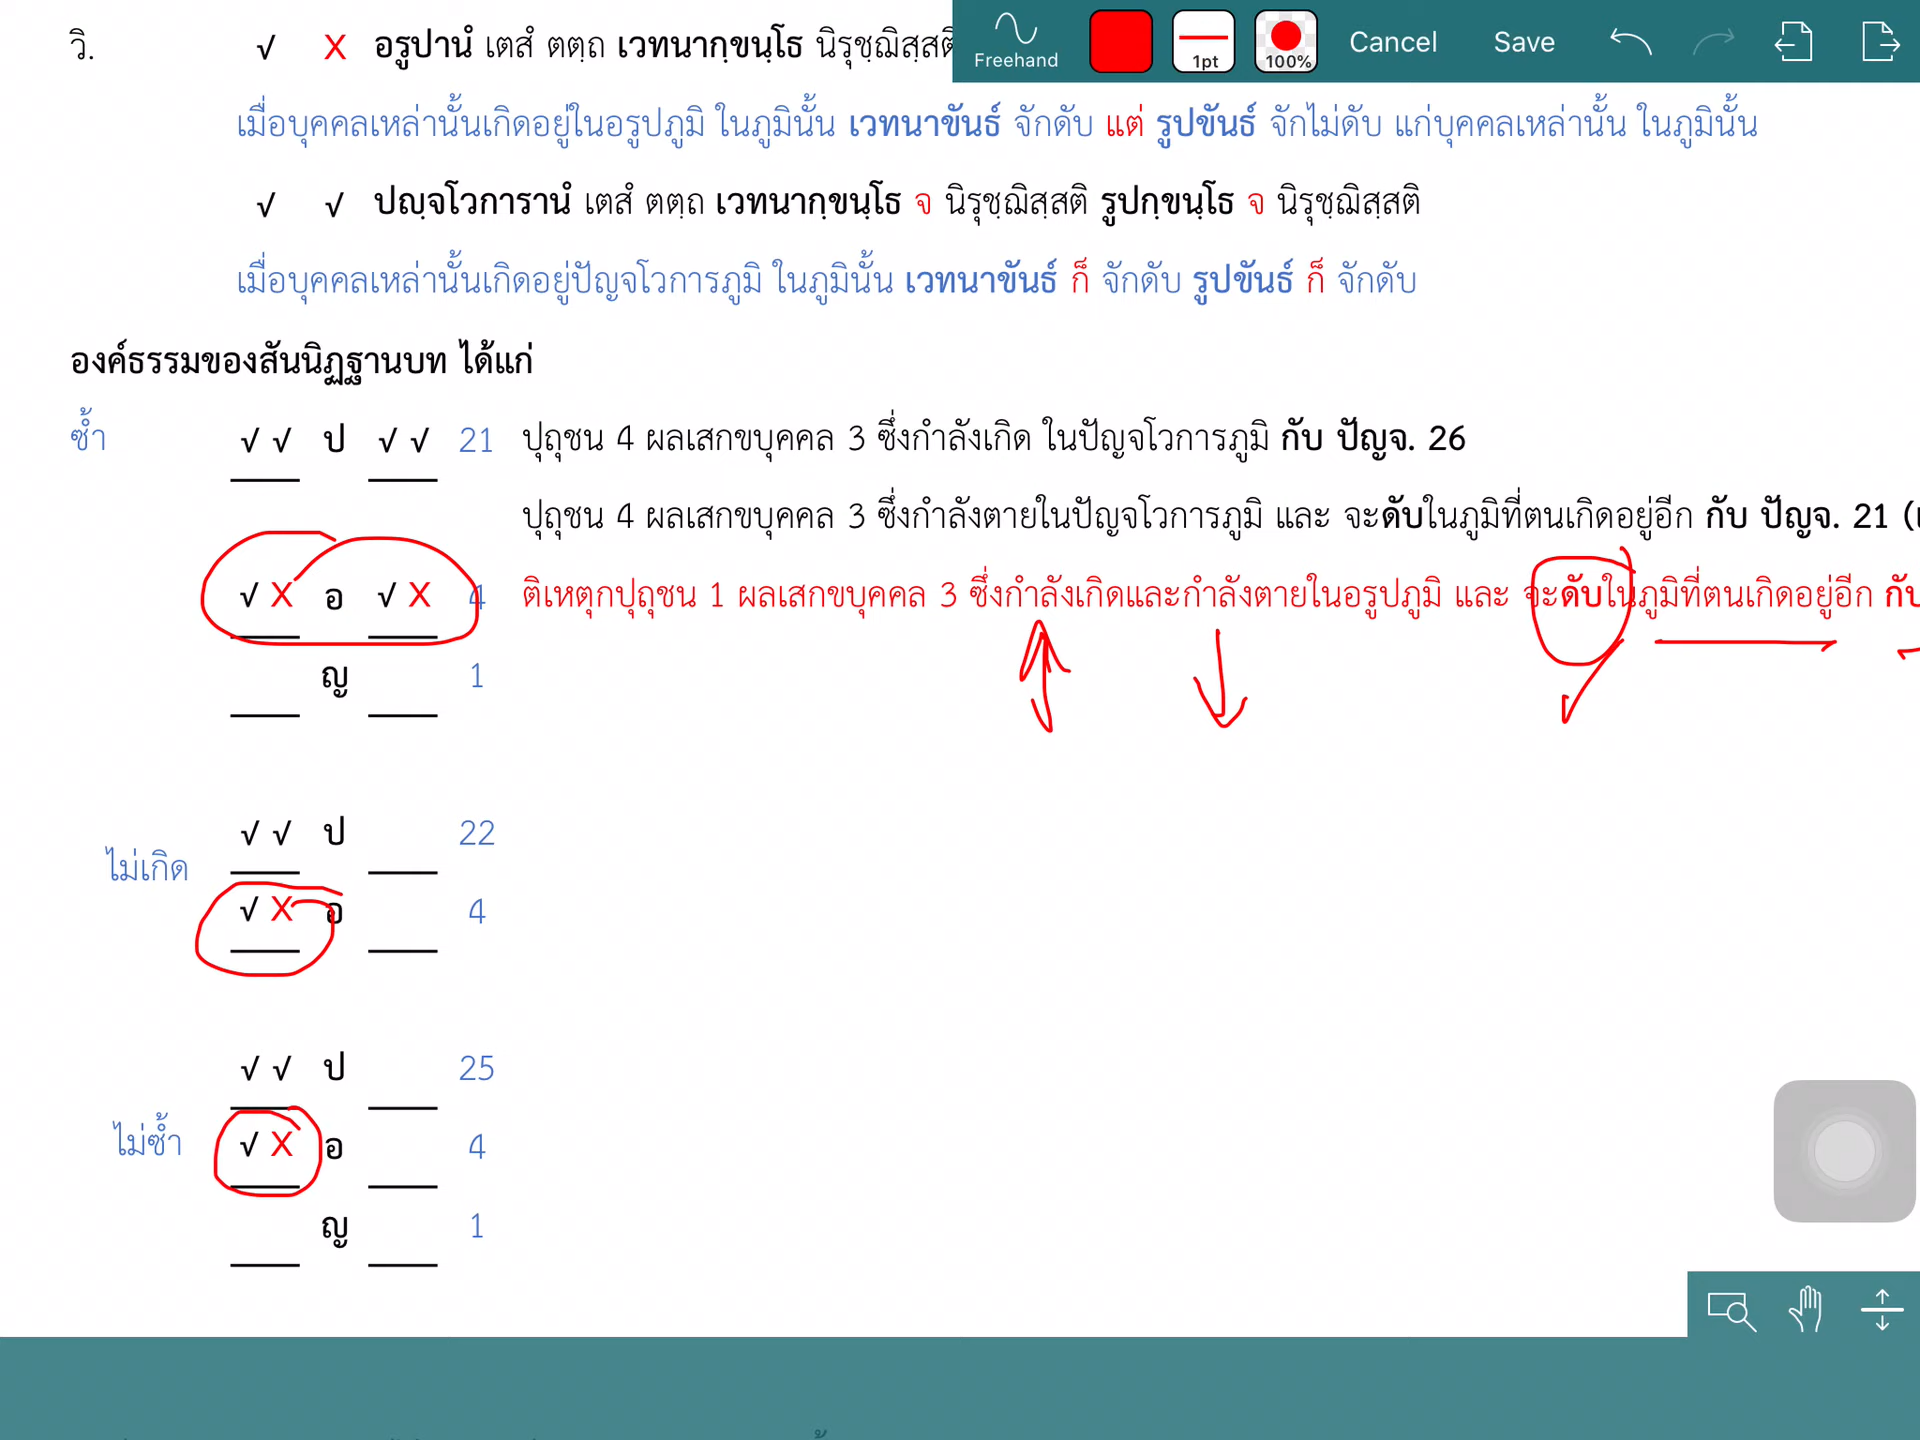 วิ. √ X อรูปานํ เตสํ ตตฺถ เวทนากฺขนฺโธ นิรุชฺฌิสฺสติ
Freehand 1pt 100% Cancel Save
เมื่อบุคคลเหล่านั้นเกิดอยู่ในอรูปภูมิ ในภูมินั้น เวทนาขันธ์ จักดับ แต่ รูปขันธ์ จักไม่ดับ แก่บุคคลเหล่านั้น ในภูมินั้น
√ √ ปญฺจโวการานํ เตสํ ตตฺถ เวทนากฺขนฺโธ จ นิรุชฺฌิสฺสติ รูปกฺขนฺโธ จ นิรุชฺฌิสฺสติ
เมื่อบุคคลเหล่านั้นเกิดอยู่ปัญจโวการภูมิ ในภูมินั้น เวทนาขันธ์ ก็ จักดับ รูปขันธ์ ก็ จักดับ
องค์ธรรมของสันนิฏฐานบท ได้แก่
ซ้ำ √ √ ป √ √ 21 ปุถุชน 4 ผลเสกขบุคคล 3 ซึ่งกำลังเกิด ในปัญจโวการภูมิ กับ ปัญจ. 26
ปุถุชน 4 ผลเสกขบุคคล 3 ซึ่งกำลังตายในปัญจโวการภูมิ และ จะดับในภูมิที่ตนเกิดอยู่อีก กับ ปัญจ. 21 (
√ X อ √ X 4 ติเหตุกปุถุชน 1 ผลเสกขบุคคล 3 ซึ่งกำลังเกิดและกำลังตายในอรูปภูมิ และ จะดับในภูมิที่ตนเกิดอยู่อีก กับ
ญ 1
√ √ ป 22
ไม่เกิด
√ X อ 4
√ √ ป 25
ไม่ซ้ำ √ X อ 4
ญ 1